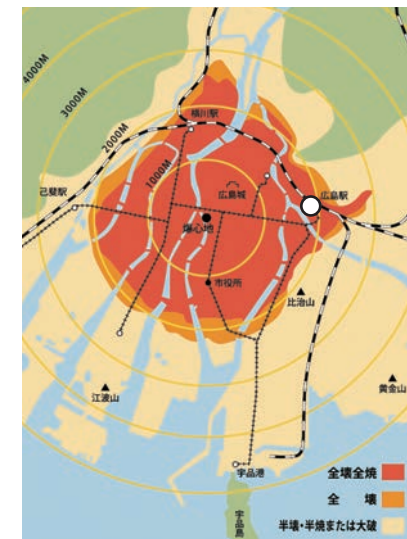 4000M
3000M
2000M
1000M
横川駅
己斐駅
広島城
広島駅
爆心地
市役所
比治山
江波山
黄金山
宇品港
宇品島
全壊全焼
全 壊
半壊・半焼または大破